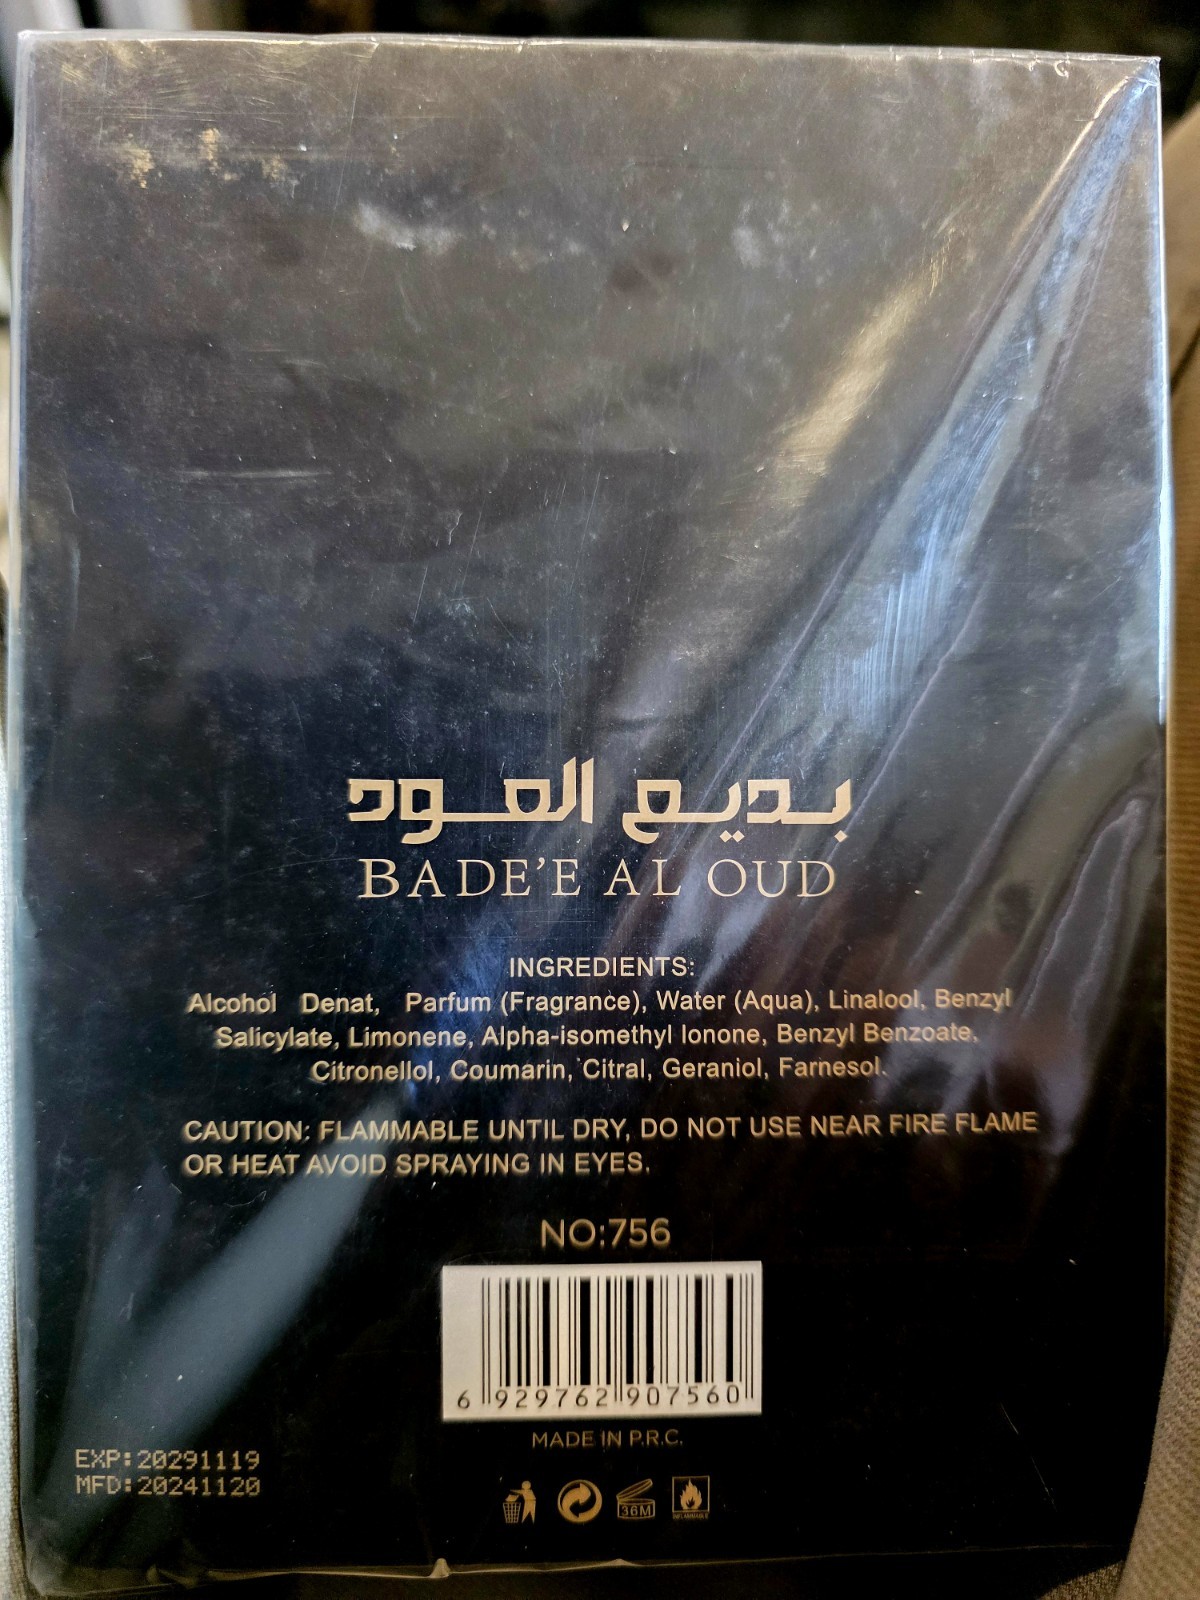 بديع العود
BADE'E AL OUD
INGREDIENTS:
Alcohol Denat, Parfum (Fragrance), Water (Aqua), Linalool, Benzyl
Salicylate, Limonene, Alpha-isomethyl Ionone, Benzyl Benzoate,
Citronellol, Coumarin, Citral, Geraniol, Farnesol.
CAUTION: FLAMMABLE UNTIL DRY, DO NOT USE NEAR FIRE FLAME
OR HEAT AVOID SPRAYING IN EYES.
NO:756
6 929762 907560
MADE IN P.R.C.
EXP:20291119
MFD:20241120
36M
INFLAMMABLE